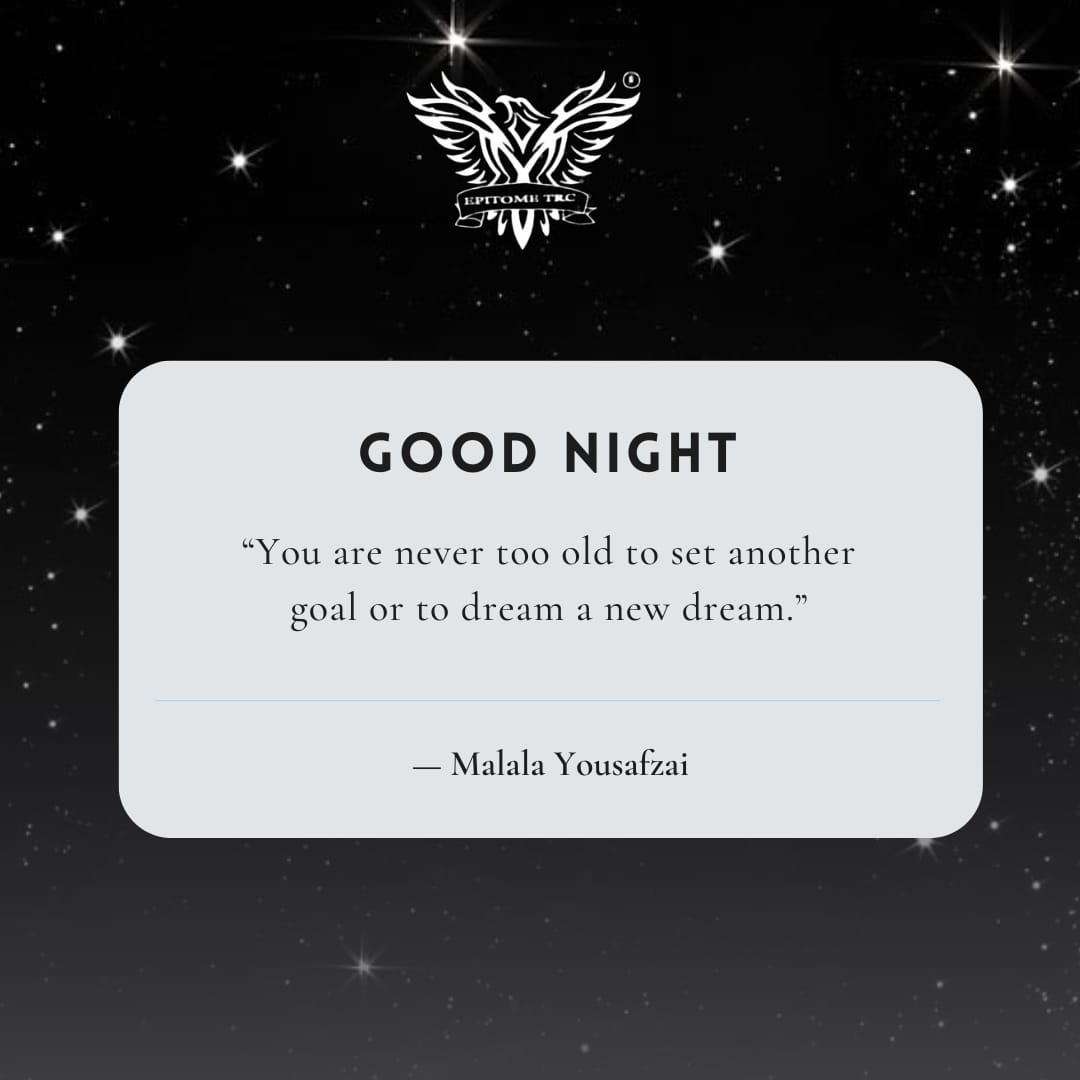 EPITOME TRC
GOOD NIGHT
“You are never too old to set another
goal or to dream a new dream.”
— Malala Yousafzai